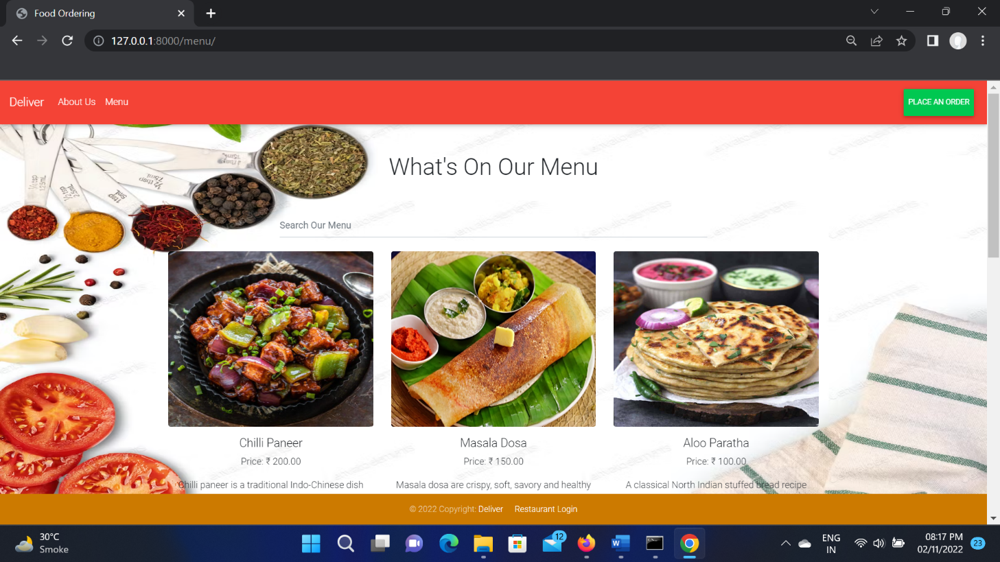 Food Ordering
127.0.0.1:8000/menu/
Deliver
About Us
Menu
PLACE AN ORDER
What's On Our Menu
Search Our Menu
Chilli Paneer
Masala Dosa
Aloo Paratha
Price: ₹ 200.00
Price: ₹ 150.00
Price: ₹ 100.00
Chilli paneer is a traditional Indo-Chinese dish
Masala dosa are crispy, soft, savory and healthy
A classical North Indian stuffed bread recipe
© 2022 Copyright: Deliver
Restaurant Login
30°C
Smoke
12
W
ENG
IN
08:17 PM
02/11/2022
23